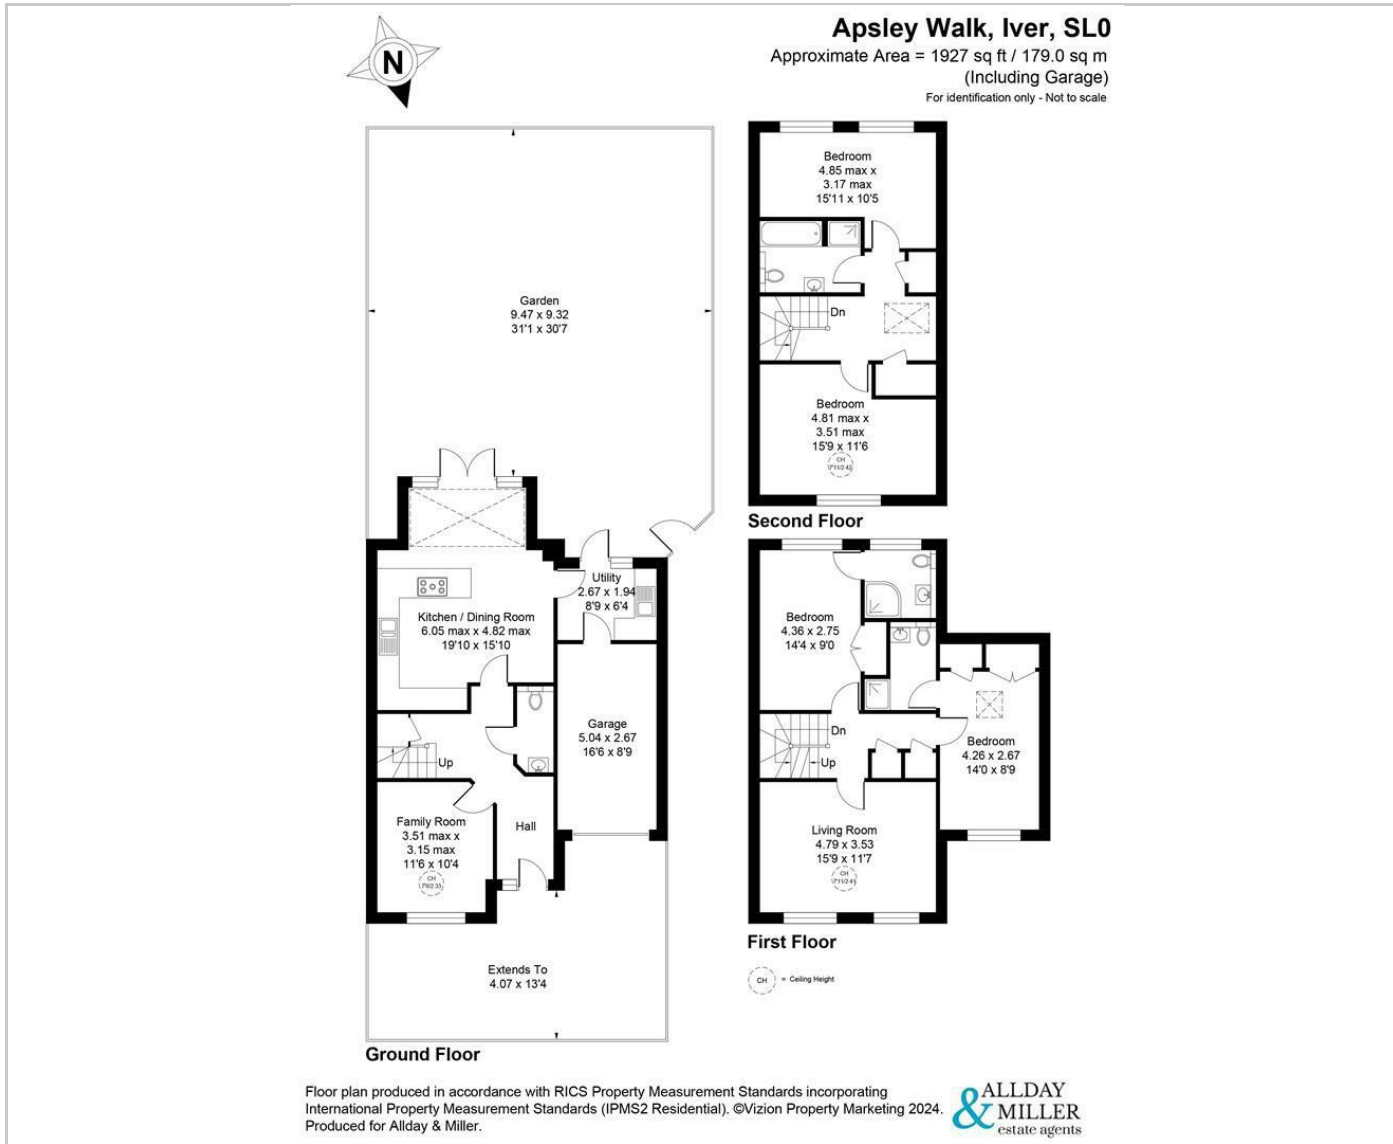 Apsley Walk, Iver, SL0
Approximate Area = 1927 sq ft / 179.0 sq m
(Including Garage)
For identification only - Not to scale
N
Garden
9.47 x 9.32
31'1 x 30'7
Utility
2.67 x 1.94
8'9 x 6'4
Kitchen / Dining Room
6.05 max x 4.82 max
19'10 x 15'10
Garage
5.04 x 2.67
16'6 x 8'9
Up
Family Room
3.51 max x
3.15 max
11'6 x 10'4
CH
Hall
Extends To
4.07 x 13'4
Ground Floor
Bedroom
4.85 max x
3.17 max
15'11 x 10'5
Dn
Bedroom
4.81 max x
3.51 max
15'9 x 11'6
CH
Second Floor
Bedroom
4.36 x 2.75
14'4 x 9'0
Dn
Up
Bedroom
4.26 x 2.67
14'0 x 8'9
Living Room
4.79 x 3.53
15'9 x 11'7
CH
First Floor
CH = Ceiling Height
Floor plan produced in accordance with RICS Property Measurement Standards incorporating
International Property Measurement Standards (IPMS2 Residential). ©Vizion Property Marketing 2024.
Produced for Allday & Miller.
ALLDAY
& MILLER
estate agents